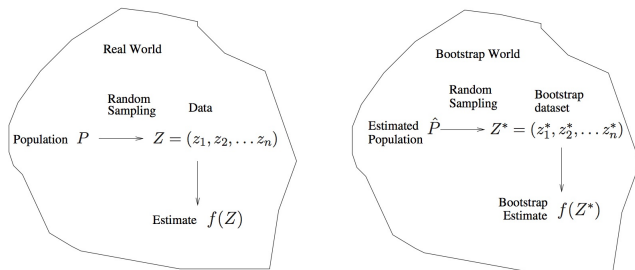 Real World
Random
Sampling
Data
Population P
Z = (z₁, z₂, . . . zₙ)
Estimate f(Z)
Bootstrap World
Random
Sampling
Bootstrap
dataset
Estimated
Population
P̂
Z* = (z₁*, z₂*, . . . zₙ*)
Bootstrap
Estimate
f(Z*)